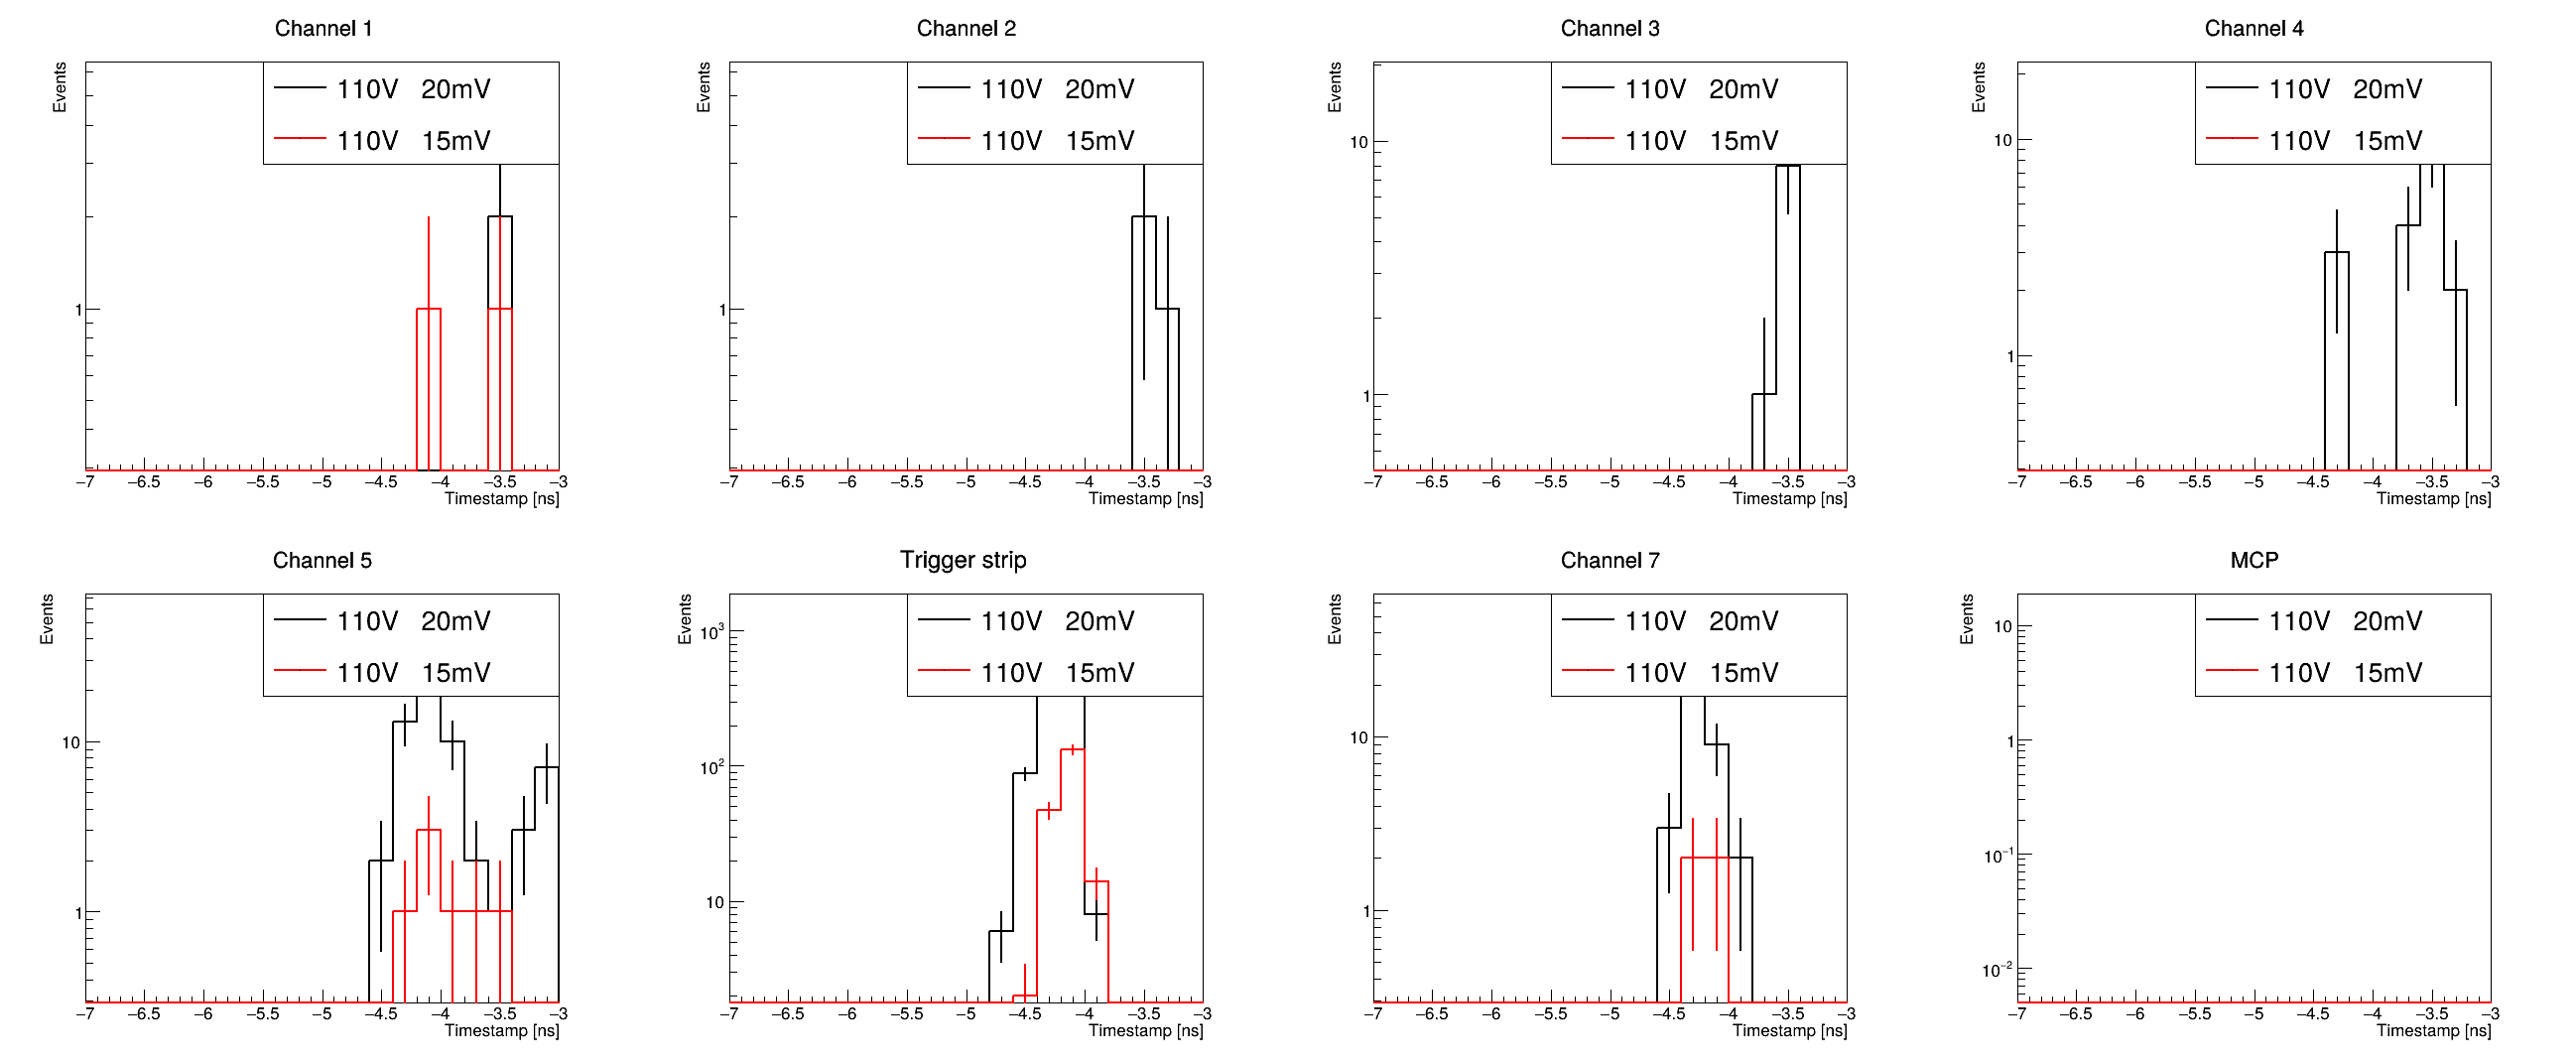 Channel 1
Events
110V 20mV
110V 15mV
1
−7 −6.5 −6 −5.5 −5 −4.5 −4 −3.5 −3
Timestamp [ns]
Channel 2
Events
110V 20mV
110V 15mV
1
−7 −6.5 −6 −5.5 −5 −4.5 −4 −3.5 −3
Timestamp [ns]
Channel 3
Events
110V 20mV
110V 15mV
10
1
−7 −6.5 −6 −5.5 −5 −4.5 −4 −3.5 −3
Timestamp [ns]
Channel 4
Events
110V 20mV
110V 15mV
10
1
−7 −6.5 −6 −5.5 −5 −4.5 −4 −3.5 −3
Timestamp [ns]
Channel 5
Events
110V 20mV
110V 15mV
10
1
−7 −6.5 −6 −5.5 −5 −4.5 −4 −3.5 −3
Timestamp [ns]
Trigger strip
Events
110V 20mV
110V 15mV
10³
10²
10
−7 −6.5 −6 −5.5 −5 −4.5 −4 −3.5 −3
Timestamp [ns]
Channel 7
Events
110V 20mV
110V 15mV
10
1
−7 −6.5 −6 −5.5 −5 −4.5 −4 −3.5 −3
Timestamp [ns]
MCP
Events
110V 20mV
110V 15mV
10
1
10⁻¹
10⁻²
−7 −6.5 −6 −5.5 −5 −4.5 −4 −3.5 −3
Timestamp [ns]